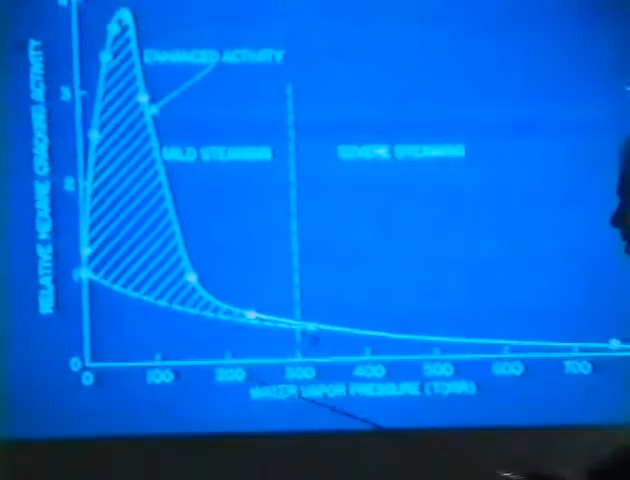 4
RELATIVE HEXANE CRACKING ACTIVITY
ENHANCED ACTIVITY
3
MILD STEAMING
SEVERE STEAMING
2
1
0
0 100 200 300 400 500 600 700
WATER VAPOR PRESSURE (TORR)